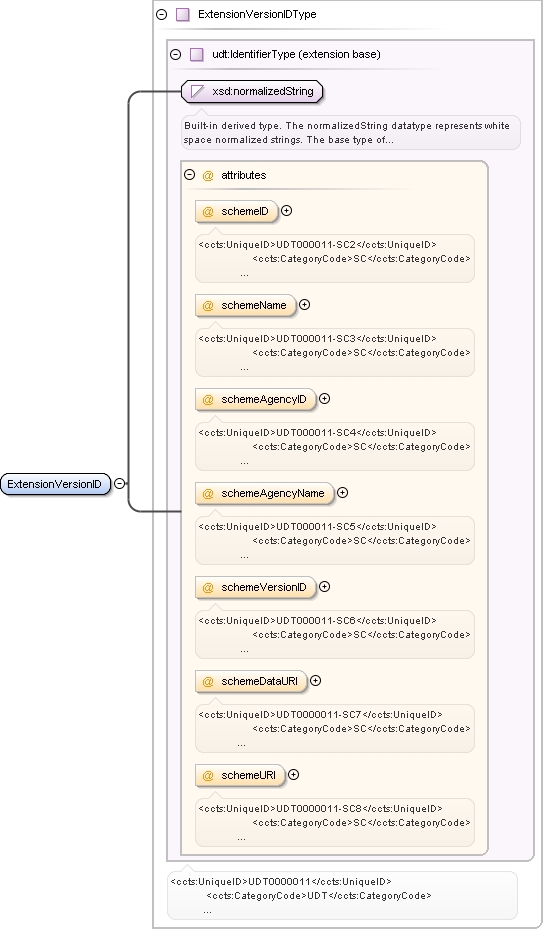 ExtensionVersionIDType
udt:IdentifierType (extension base)
xsd:normalizedString
Built-in derived type. The normalizedString datatype represents white
space normalized strings. The base type of...
@ attributes
@ schemeID
<ccts:UniqueID>UDT000011-SC2</ccts:UniqueID>
<ccts:CategoryCode>SC</ccts:CategoryCode>
...
@ schemeName
<ccts:UniqueID>UDT000011-SC3</ccts:UniqueID>
<ccts:CategoryCode>SC</ccts:CategoryCode>
...
@ schemeAgencyID
<ccts:UniqueID>UDT000011-SC4</ccts:UniqueID>
<ccts:CategoryCode>SC</ccts:CategoryCode>
...
ExtensionVersionID
@ schemeAgencyName
<ccts:UniqueID>UDT000011-SC5</ccts:UniqueID>
<ccts:CategoryCode>SC</ccts:CategoryCode>
...
@ schemeVersionID
<ccts:UniqueID>UDT000011-SC6</ccts:UniqueID>
<ccts:CategoryCode>SC</ccts:CategoryCode>
...
@ schemeDataURI
<ccts:UniqueID>UDT0000011-SC7</ccts:UniqueID>
<ccts:CategoryCode>SC</ccts:CategoryCode>
...
@ schemeURI
<ccts:UniqueID>UDT0000011-SC8</ccts:UniqueID>
<ccts:CategoryCode>SC</ccts:CategoryCode>
...
<ccts:UniqueID>UDT0000011</ccts:UniqueID>
<ccts:CategoryCode>UDT</ccts:CategoryCode>
...